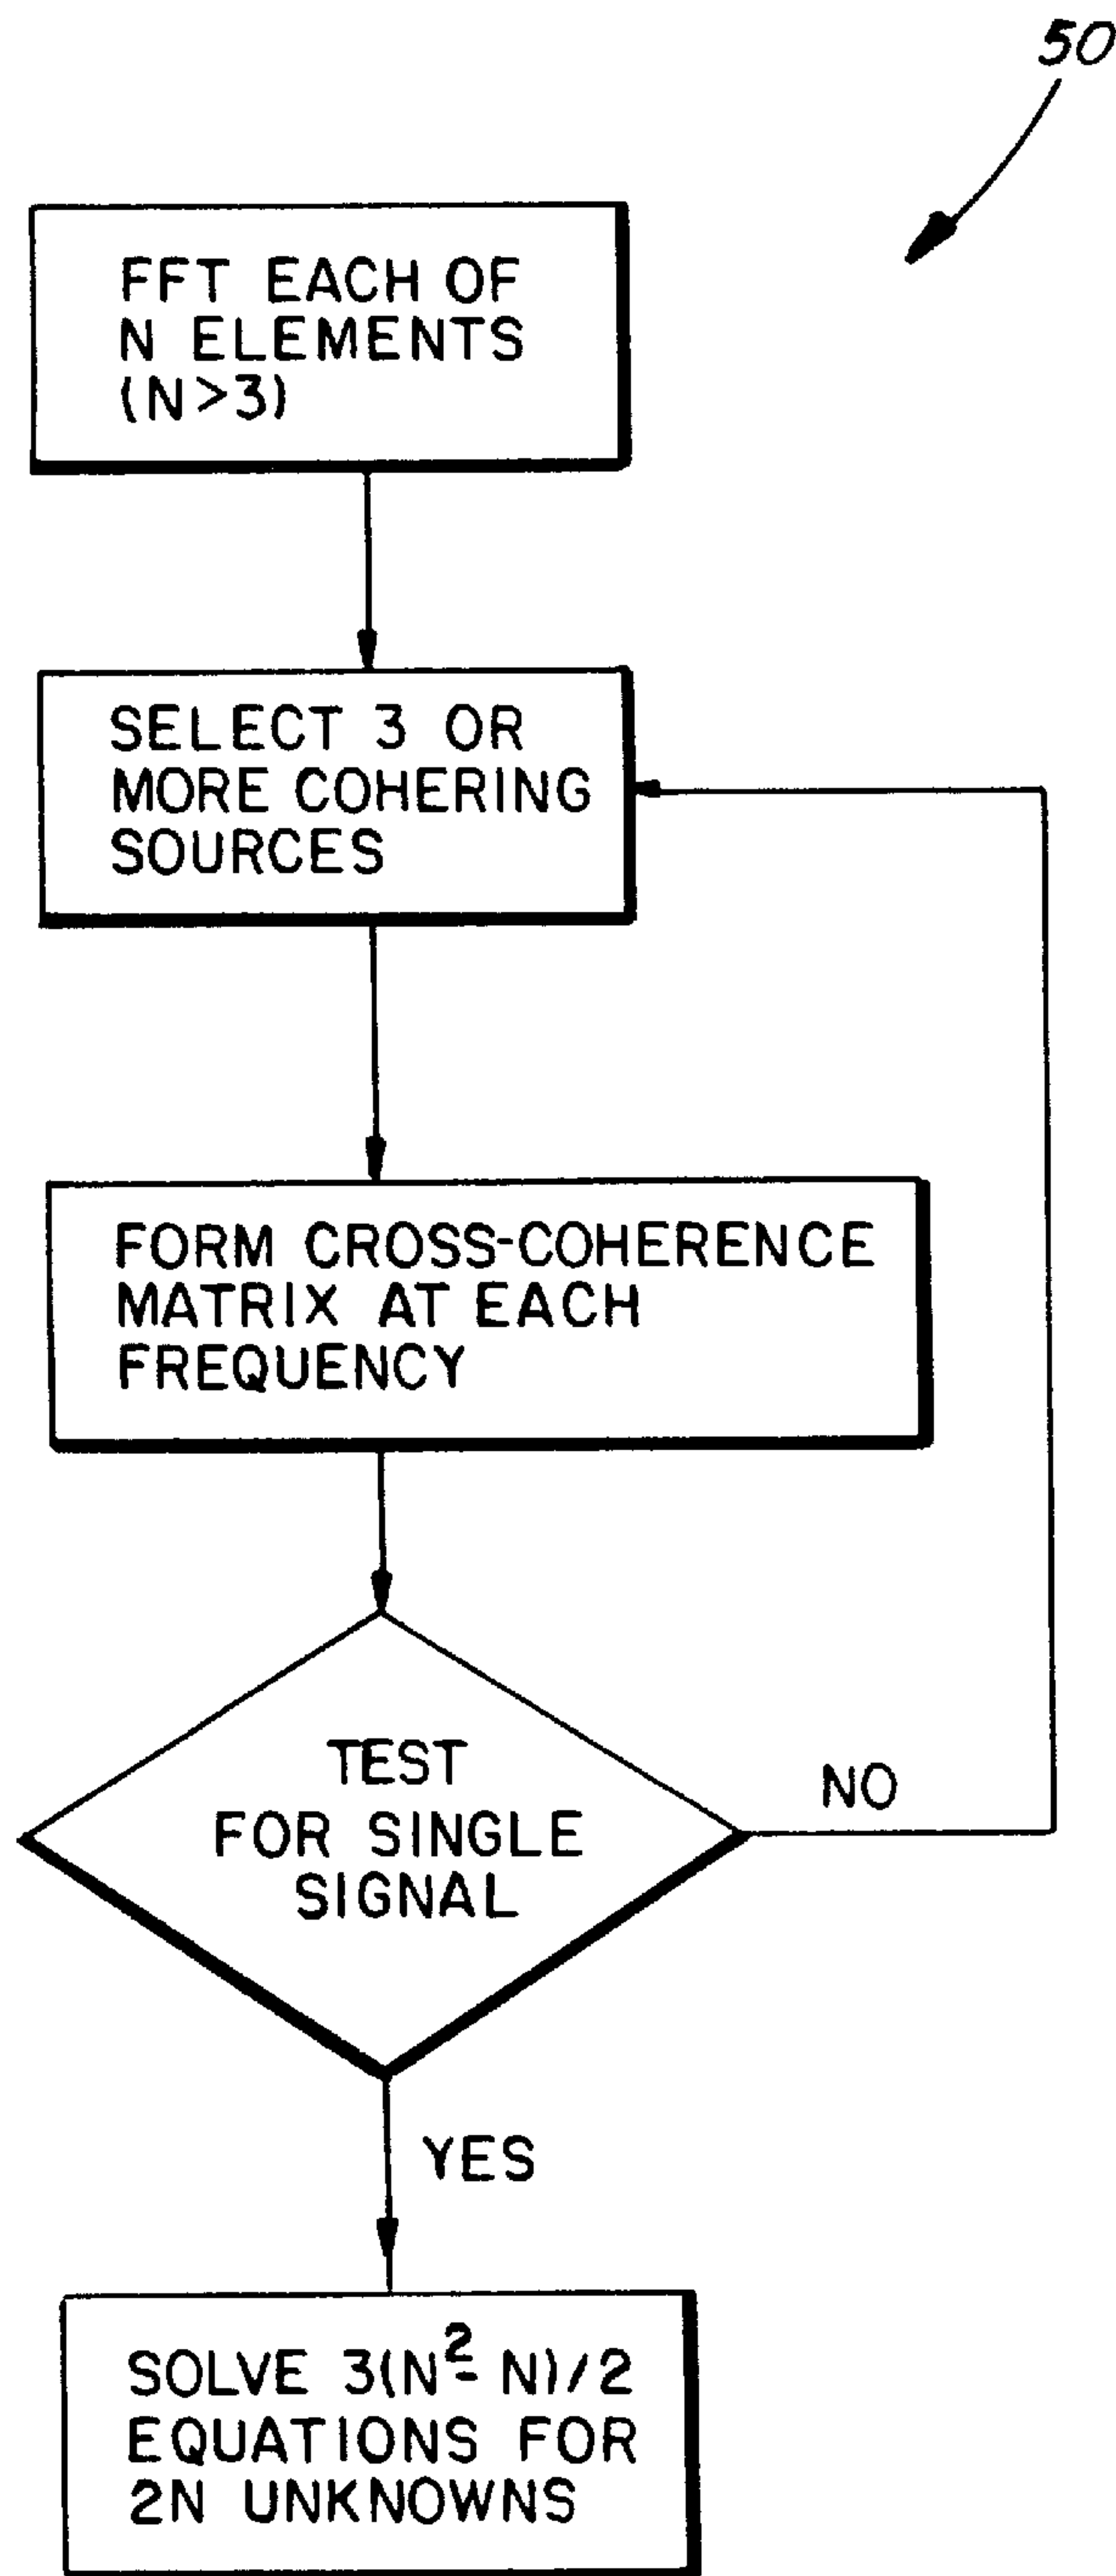 50
FFT EACH OF
N ELEMENTS
(N>3)
SELECT 3 OR
MORE COHERING
SOURCES
FORM CROSS-COHERENCE
MATRIX AT EACH
FREQUENCY
TEST
FOR SINGLE
SIGNAL
NO
YES
SOLVE 3(N²- N)/2
EQUATIONS FOR
2N UNKNOWNS